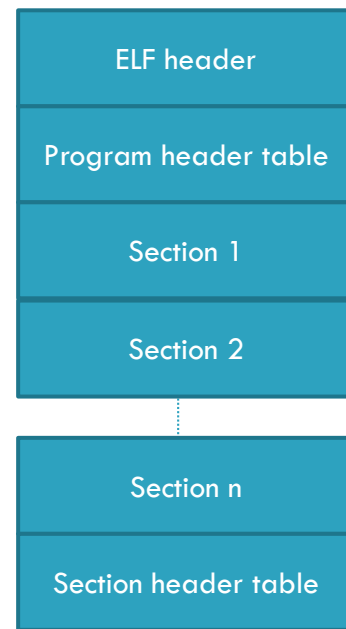 ELF header
Program header table
Section 1
Section 2
Section n
Section header table